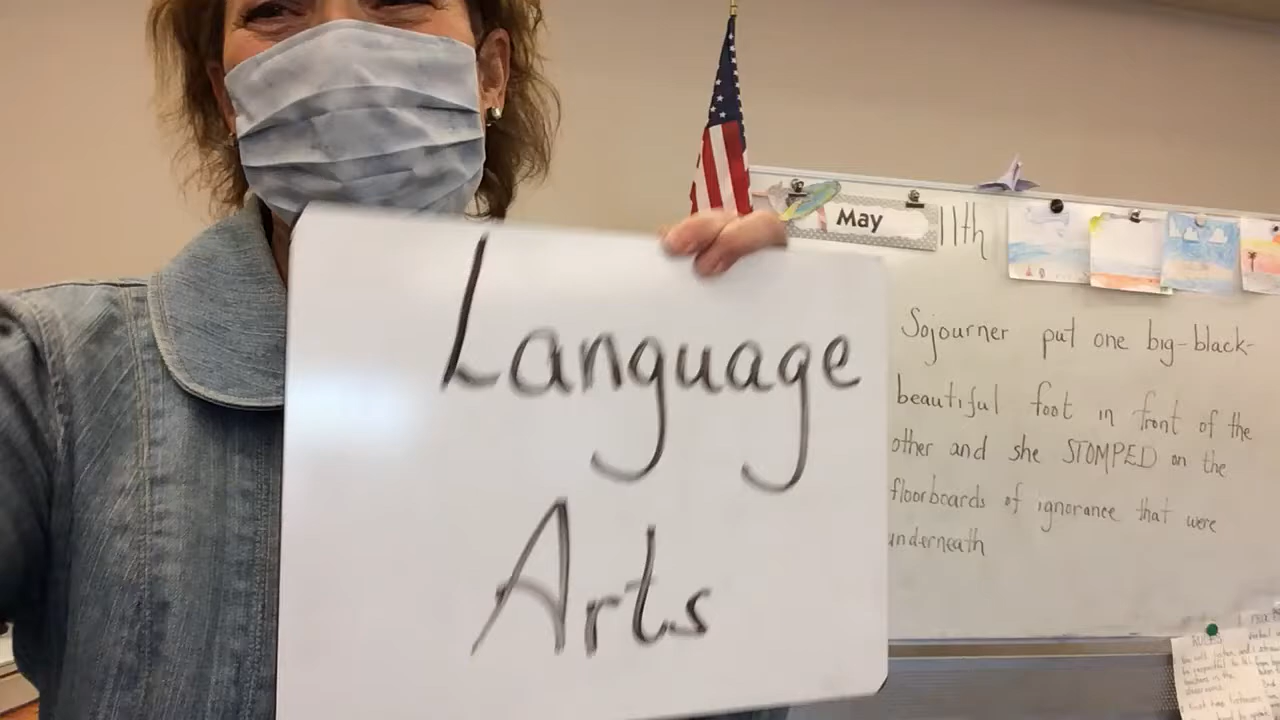 Language
Arts
May 11th
Sojourner put one big-black-
beautiful foot in front of the
other and she STOMPED on the
floorboards of ignorance that were
underneath
RULES